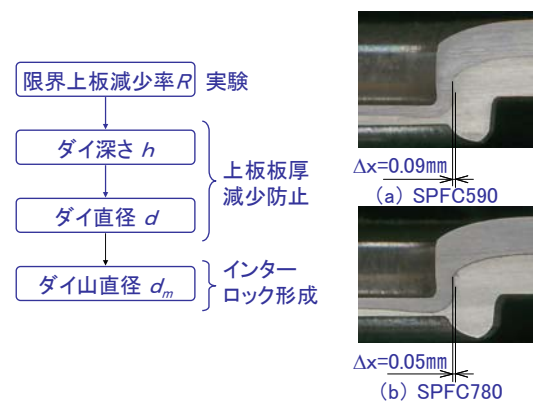 限界上板減少率R 実験
ダイ深さ h
ダイ直径 d
上板板厚
減少防止
ダイ山直径 dm
インター
ロック形成
Δx=0.09mm
(a) SPFC590
Δx=0.05mm
(b) SPFC780